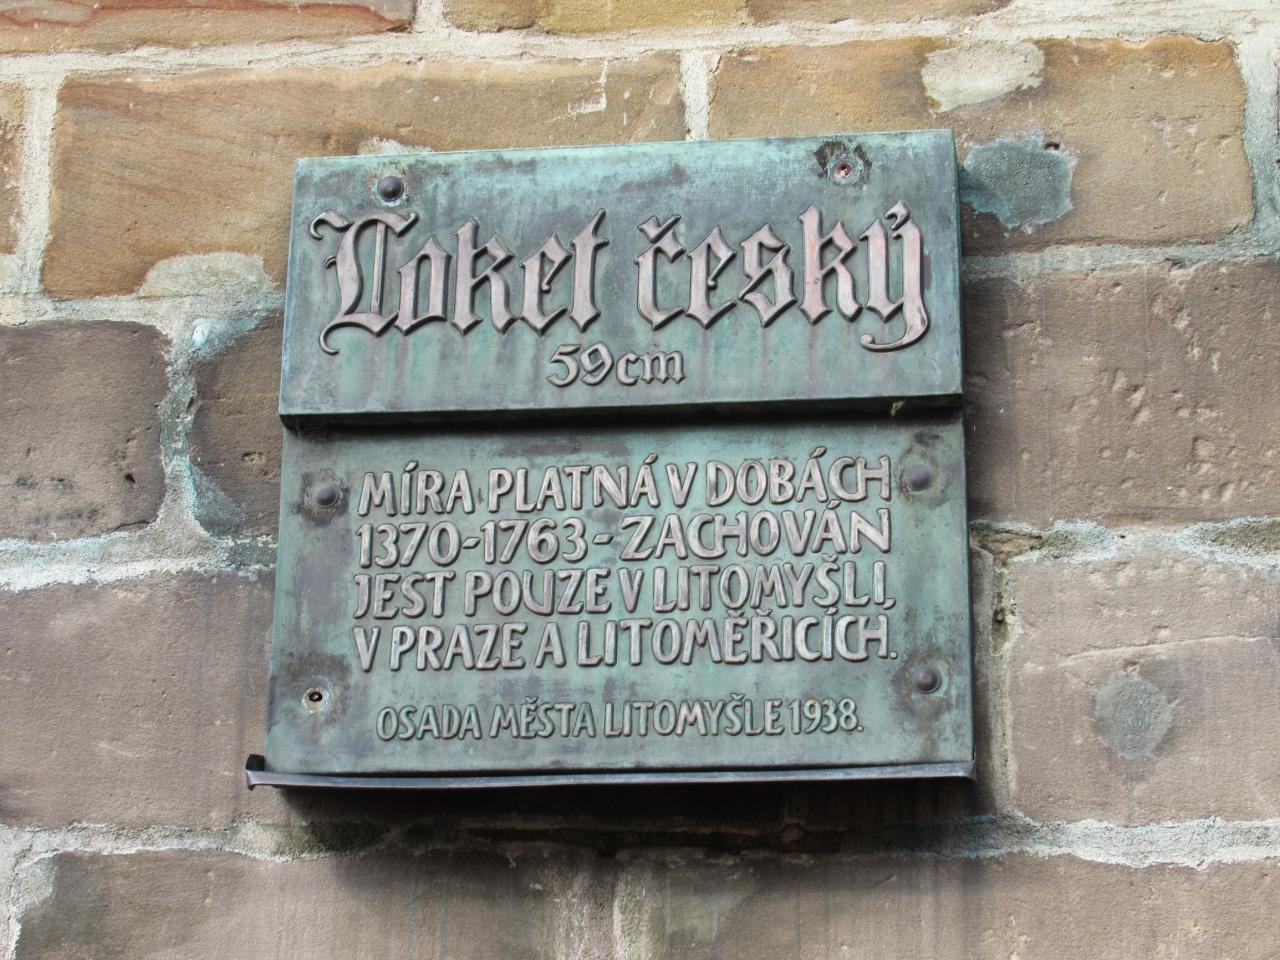 Loket český
59cm
MÍRA PLATNÁ V DOBÁCH
1370-1763-ZACHOVÁN
JEST POUZE V LITOMYŠLI,
V PRAZE A LITOMĚŘICÍCH.
OSADA MĚSTA LITOMYŠLE 1938.